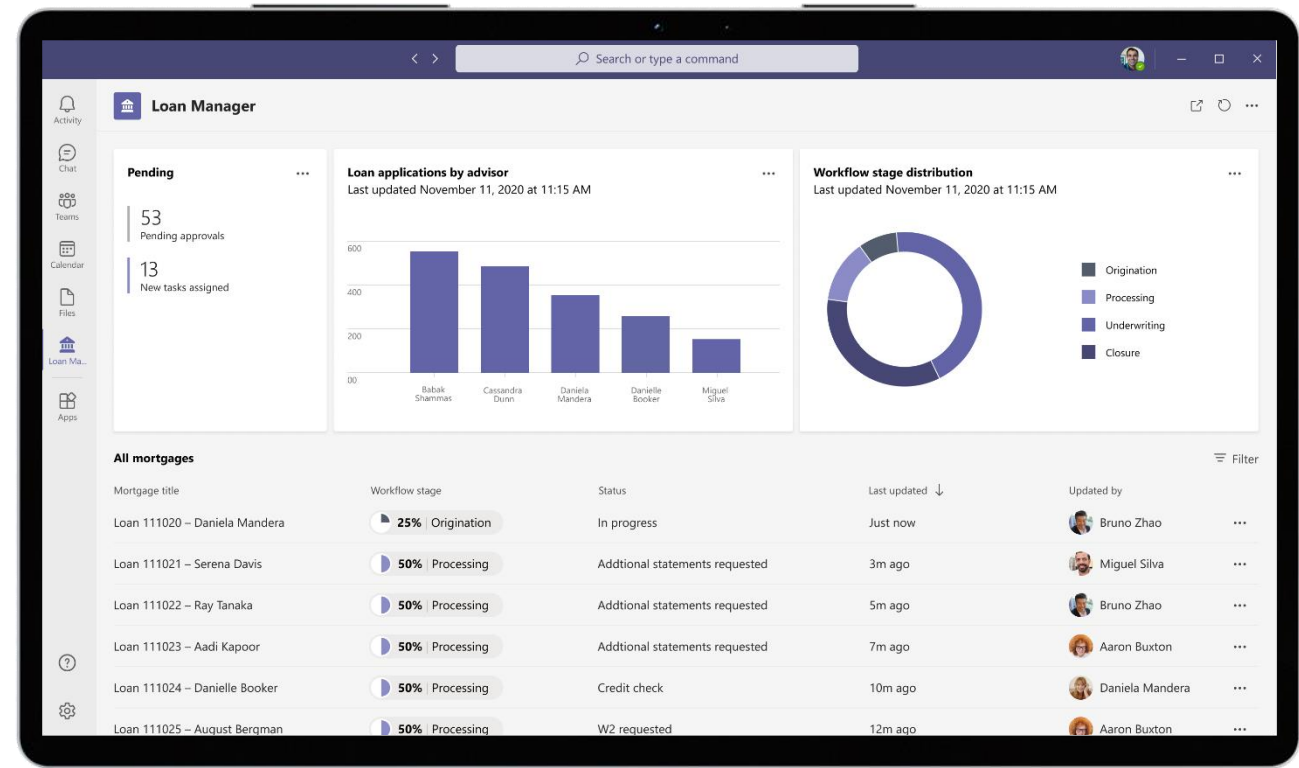 Search or type a command
Activity
Chat
Teams
Calendar
Files
Loan Ma...
Apps
Loan Manager
Pending
53
Pending approvals
13
New tasks assigned
Loan applications by advisor
Last updated November 11, 2020 at 11:15 AM
600
400
200
00
Babak
Shammas
Cassandra
Dunn
Daniela
Mandera
Danielle
Booker
Miguel
Silva
Workflow stage distribution
Last updated November 11, 2020 at 11:15 AM
Origination
Processing
Underwriting
Closure
All mortgages
Filter
Mortgage title Workflow stage Status Last updated Updated by
Loan 111020 – Daniela Mandera 25% Origination In progress Just now Bruno Zhao
Loan 111021 – Serena Davis 50% Processing Addtional statements requested 3m ago Miguel Silva
Loan 111022 – Ray Tanaka 50% Processing Addtional statements requested 5m ago Bruno Zhao
Loan 111023 – Aadi Kapoor 50% Processing Addtional statements requested 7m ago Aaron Buxton
Loan 111024 – Danielle Booker 50% Processing Credit check 10m ago Daniela Mandera
Loan 111025 – August Bergman 50% Processing W2 requested 12m ago Aaron Buxton